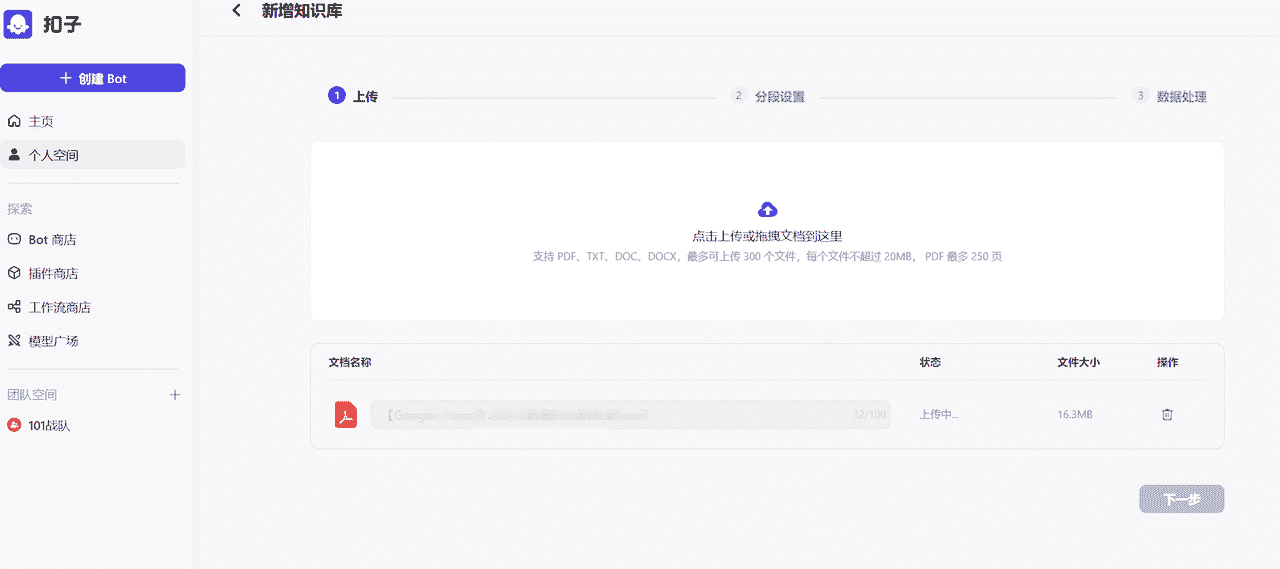 扣子
新增知识库
创建 Bot
主页
个人空间
探索
Bot 商店
插件商店
工作流商店
模型广场
团队空间
101战队
1 上传
2 分段设置
3 数据处理
点击上传或拖拽文档到这里
支持 PDF、TXT、DOC、DOCX，最多可上传 300 个文件，每个文件不超过 20MB， PDF 最多 250 页
文档名称 状态 文件大小 操作
32/100 上传中... 16.3MB
下一步